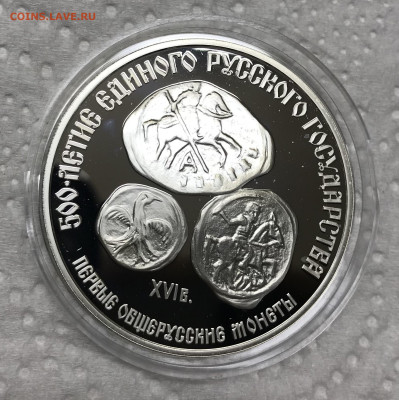 COINS.LAVE.RU
500-ЛЕТИЕ ЕДИНОГО РУССКОГО ГОСУДАРСТВА
А
XVI В.
ПЕРВЫЕ ОБЩЕРУССКИЕ МОНЕТЫ